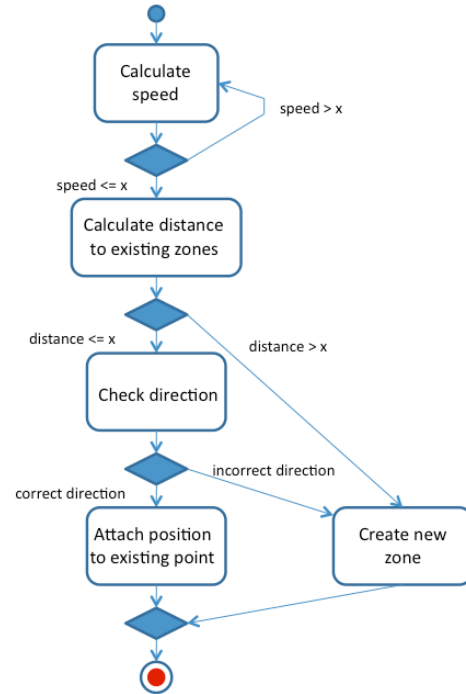 Calculate
speed
speed > x
speed <= x
Calculate distance
to existing zones
distance <= x
distance > x
Check direction
incorrect direction
correct direction
Attach position
to existing point
Create new
zone